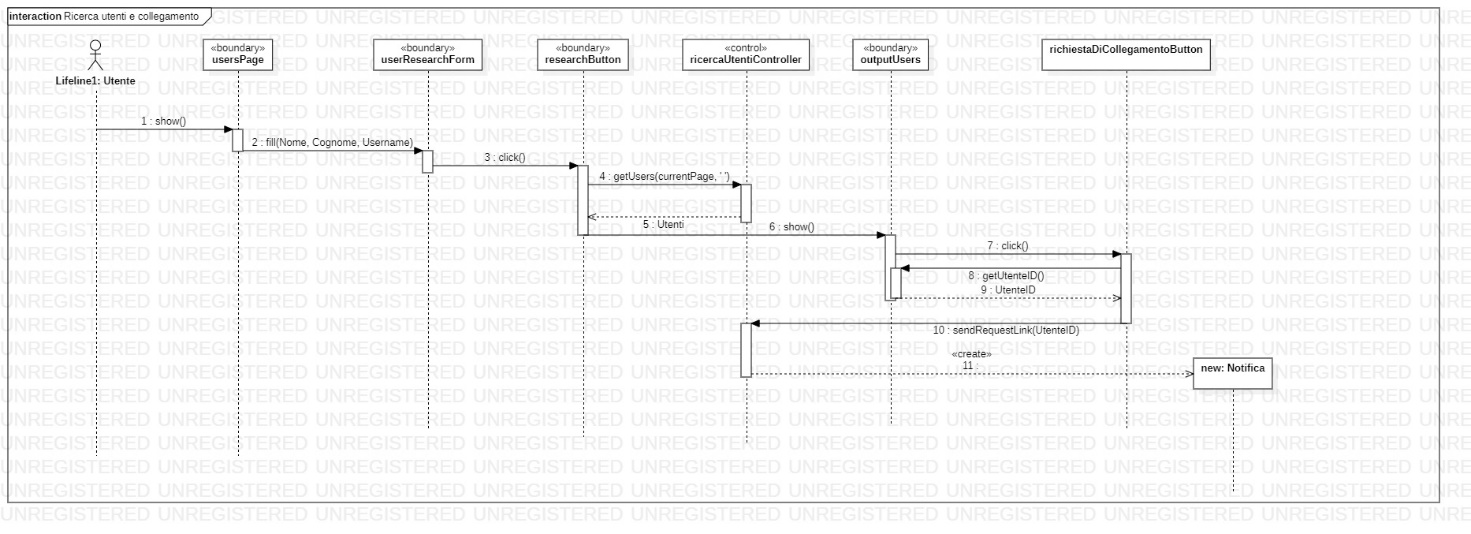 interaction Ricerca utenti e collegamento
Lifeline1: Utente
«boundary»
usersPage
«boundary»
userResearchForm
«boundary»
researchButton
«control»
ricercaUtentiController
«boundary»
outputUsers
richiestaDiCollegamentoButton
1 : show()
2 : fill(Nome, Cognome, Username)
3 : click()
4 : getUsers(currentPage, ' ')
5 : Utenti
6 : show()
7 : click()
8 : getUtenteID()
9 : UtenteID
10 : sendRequestLink(UtenteID)
«create»
11 :
new: Notifica
UNREGISTERED